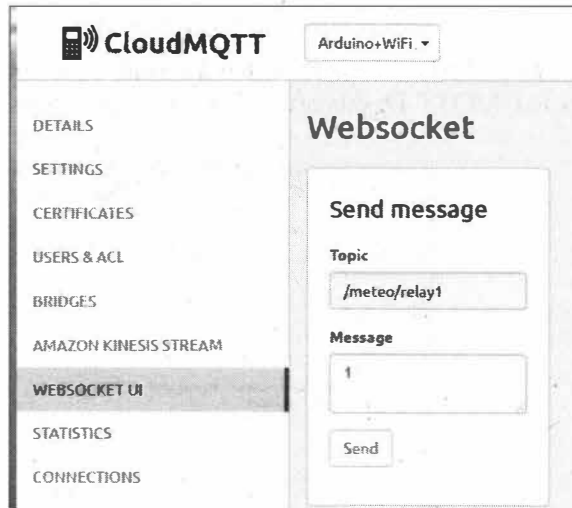 CloudMQTT
Arduino+WiFi
DETAILS
SETTINGS
CERTIFICATES
USERS & ACL
BRIDGES
AMAZON KINESIS STREAM
WEBSOCKET UI
STATISTICS
CONNECTIONS
Websocket
Send message
Topic
/meteo/relay1
Message
1
Send